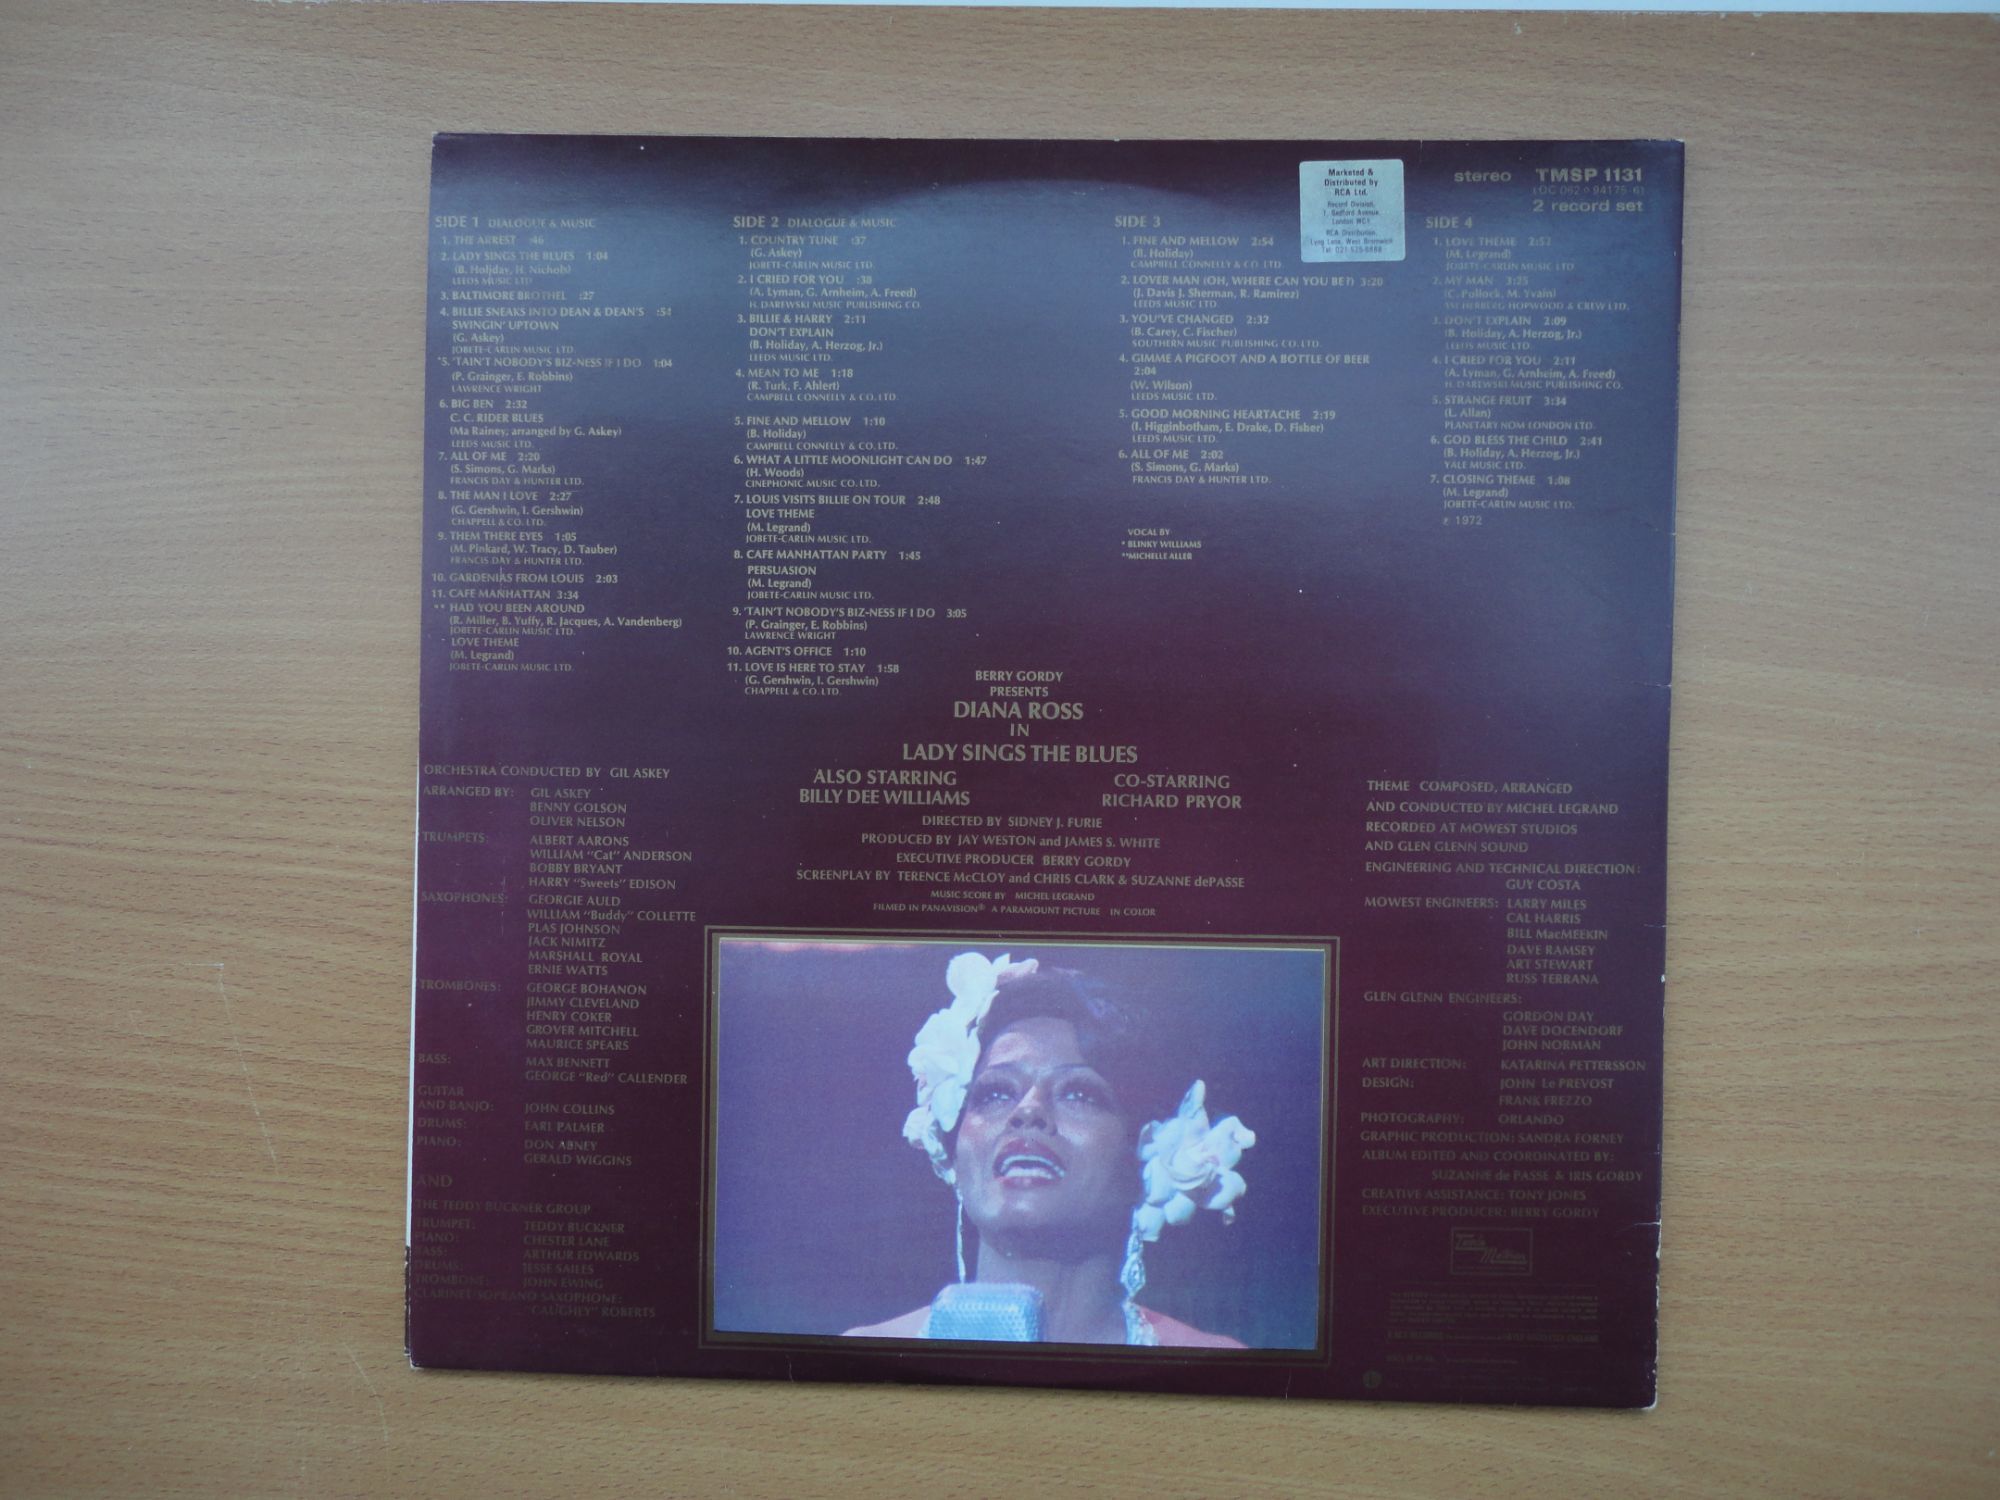 stereo TMSP 1131
2 record set
Marketed &
Distributed by
RCA Ltd.
Record Division,
1, Bedford Avenue,
London WC1
RCA Distribution,
Lyng Lane, West Bromwich
SIDE 1 DIALOGUE & MUSIC
1. THE ARREST :46
2. LADY SINGS THE BLUES 1:04
(B. Holiday, H. Nichols)
LEEDS MUSIC LTD.
3. BALTIMORE BROTHEL :27
4. BILLIE SNEAKS INTO DEAN & DEAN'S :54
SWINGIN' UPTOWN
(G. Askey)
JOBETE-CARLIN MUSIC LTD.
*5. 'TAIN'T NOBODY'S BIZ-NESS IF I DO 1:04
(P. Grainger, E. Robbins)
LAWRENCE WRIGHT
6. BIG BEN 2:32
C. C. RIDER BLUES
(Ma Rainey, arranged by G. Askey)
LEEDS MUSIC LTD.
7. ALL OF ME 2:20
(S. Simons, G. Marks)
FRANCIS DAY & HUNTER LTD.
8. THE MAN I LOVE 2:27
(G. Gershwin, I. Gershwin)
CHAPPELL & CO. LTD.
9. THEM THERE EYES 1:05
(M. Pinkard, W. Tracy, D. Tauber)
FRANCIS DAY & HUNTER LTD.
10. GARDENIAS FROM LOUIS 2:03
11. CAFE MANHATTAN 3:34
** HAD YOU BEEN AROUND
(R. Miller, B. Yuffy, R. Jacques, A. Vandenberg)
JOBETE-CARLIN MUSIC LTD.
LOVE THEME
(M. Legrand)
JOBETE-CARLIN MUSIC LTD.
SIDE 2 DIALOGUE & MUSIC
1. COUNTRY TUNE :37
(G. Askey)
JOBETE-CARLIN MUSIC LTD.
2. I CRIED FOR YOU :38
(A. Lyman, G. Arnheim, A. Freed)
H. DAREWSKI MUSIC PUBLISHING CO.
3. BILLIE & HARRY 2:11
DON'T EXPLAIN
(B. Holiday, A. Herzog, Jr.)
LEEDS MUSIC LTD.
4. MEAN TO ME 1:18
(R. Turk, F. Ahlert)
CAMPBELL CONNELLY & CO. LTD.
5. FINE AND MELLOW 1:10
(B. Holiday)
CAMPBELL CONNELLY & CO. LTD.
6. WHAT A LITTLE MOONLIGHT CAN DO 1:47
(H. Woods)
CINEPHONIC MUSIC CO. LTD.
7. LOUIS VISITS BILLIE ON TOUR 2:48
LOVE THEME
(M. Legrand)
JOBETE-CARLIN MUSIC LTD.
8. CAFE MANHATTAN PARTY 1:45
PERSUASION
(M. Legrand)
JOBETE-CARLIN MUSIC LTD.
9. 'TAIN'T NOBODY'S BIZ-NESS IF I DO 3:05
(P. Grainger, E. Robbins)
LAWRENCE WRIGHT
10. AGENT'S OFFICE 1:10
11. LOVE IS HERE TO STAY 1:58
(G. Gershwin, I. Gershwin)
CHAPPELL & CO. LTD.
SIDE 3
1. FINE AND MELLOW 2:54
(B. Holiday)
CAMPBELL CONNELLY & CO. LTD.
2. LOVER MAN (OH, WHERE CAN YOU BE?) 3:20
(J. Davis J. Sherman, R. Ramirez)
LEEDS MUSIC LTD.
3. YOU'VE CHANGED 2:32
(B. Carey, C. Fischer)
SOUTHERN MUSIC PUBLISHING CO. LTD.
4. GIMME A PIGFOOT AND A BOTTLE OF BEER
2:04
(W. Wilson)
LEEDS MUSIC LTD.
5. GOOD MORNING HEARTACHE 2:19
(I. Higginbotham, E. Drake, D. Fisher)
LEEDS MUSIC LTD.
6. ALL OF ME 2:02
(S. Simons, G. Marks)
FRANCIS DAY & HUNTER LTD.
VOCAL BY
* BLINKY WILLIAMS
**MICHELLE ALLER
SIDE 4
1. LOVE THEME 2:53
(M. Legrand)
JOBETE-CARLIN MUSIC LTD.
2. MY MAN 3:25
(C. Pollock, M. Yvain)
HOPWOOD & CREW LTD.
3. DON'T EXPLAIN 2:09
(B. Holiday, A. Herzog, Jr.)
LEEDS MUSIC LTD.
4. I CRIED FOR YOU 2:11
(A. Lyman, G. Arnheim, A. Freed)
H. DAREWSKI MUSIC PUBLISHING CO.
5. STRANGE FRUIT 3:34
(L. Allan)
PLANETARY NOM LONDON LTD.
6. GOD BLESS THE CHILD 2:41
(B. Holiday, A. Herzog, Jr.)
YALE MUSIC LTD.
7. CLOSING THEME 1:08
(M. Legrand)
JOBETE-CARLIN MUSIC LTD.
℗ 1972
BERRY GORDY
PRESENTS
DIANA ROSS
IN
LADY SINGS THE BLUES
ALSO STARRING
BILLY DEE WILLIAMS
CO-STARRING
RICHARD PRYOR
DIRECTED BY SIDNEY J. FURIE
PRODUCED BY JAY WESTON and JAMES S. WHITE
EXECUTIVE PRODUCER BERRY GORDY
SCREENPLAY BY TERENCE McCLOY and CHRIS CLARK & SUZANNE dePASSE
MUSIC SCORE BY MICHEL LEGRAND
FILMED IN PANAVISION® A PARAMOUNT PICTURE IN COLOR
ORCHESTRA CONDUCTED BY GIL ASKEY
ARRANGED BY: GIL ASKEY
BENNY GOLSON
OLIVER NELSON
TRUMPETS: ALBERT AARONS
WILLIAM "Cat" ANDERSON
BOBBY BRYANT
HARRY "Sweets" EDISON
SAXOPHONES: GEORGIE AULD
WILLIAM "Buddy" COLLETTE
PLAS JOHNSON
JACK NIMITZ
MARSHALL ROYAL
ERNIE WATTS
TROMBONES: GEORGE BOHANON
JIMMY CLEVELAND
HENRY COKER
GROVER MITCHELL
MAURICE SPEARS
BASS: MAX BENNETT
GEORGE "Red" CALLENDER
GUITAR
AND BANJO: JOHN COLLINS
DRUMS: EARL PALMER
PIANO: DON ABNEY
GERALD WIGGINS
AND
THE TEDDY BUCKNER GROUP
TRUMPET: TEDDY BUCKNER
PIANO: CHESTER LANE
BASS: ARTHUR EDWARDS
DRUMS: JESSE SAILES
TROMBONE: JOHN EWING
CLARINET/SOPRANO SAXOPHONE:
"CAUGHEY" ROBERTS
THEME COMPOSED, ARRANGED
AND CONDUCTED BY MICHEL LEGRAND
RECORDED AT MOWEST STUDIOS
AND GLEN GLENN SOUND
ENGINEERING AND TECHNICAL DIRECTION:
GUY COSTA
MOWEST ENGINEERS: LARRY MILES
CAL HARRIS
BILL MacMEEKIN
DAVE RAMSEY
ART STEWART
RUSS TERRANA
GLEN GLENN ENGINEERS:
GORDON DAY
DAVE DOCENDORF
JOHN NORMAN
ART DIRECTION: KATARINA PETTERSSON
DESIGN: JOHN Le PREVOST
FRANK FREZZO
PHOTOGRAPHY: ORLANDO
GRAPHIC PRODUCTION: SANDRA FORNEY
ALBUM EDITED AND COORDINATED BY:
SUZANNE de PASSE & IRIS GORDY
CREATIVE ASSISTANCE: TONY JONES
EXECUTIVE PRODUCER: BERRY GORDY
Tamla
Motown